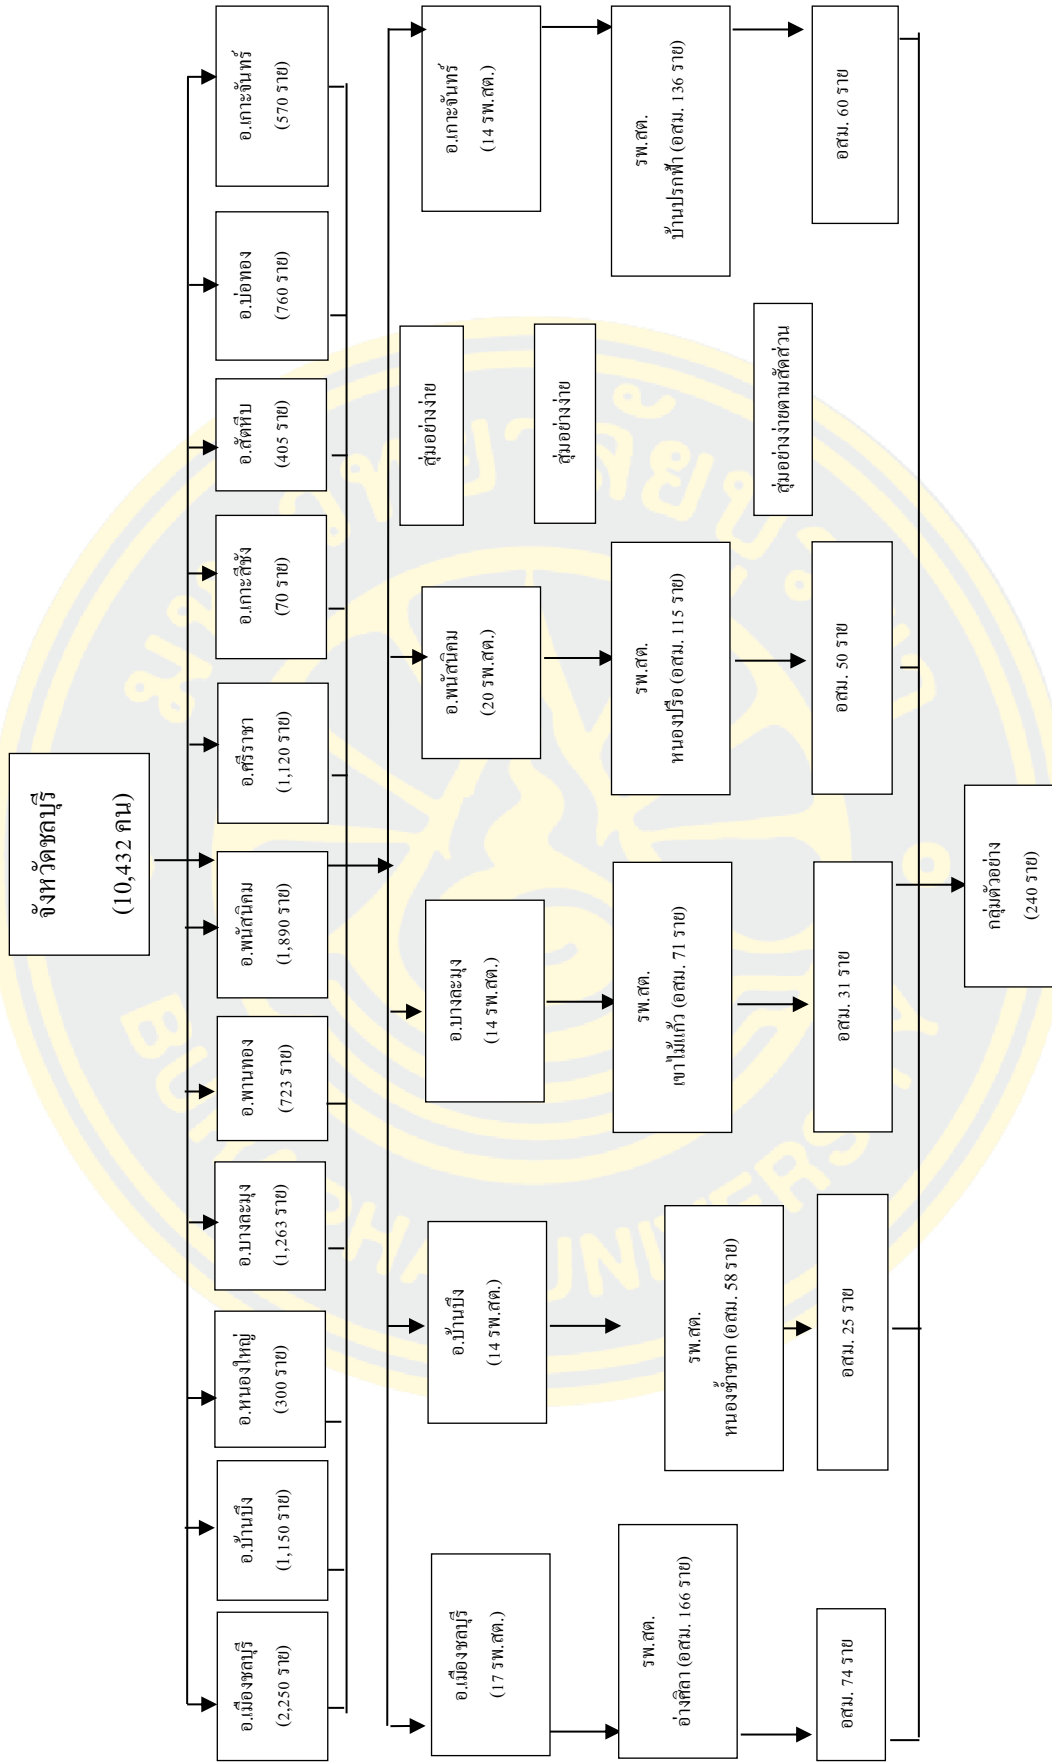 จังหวัดชลบุรี
(10,432 คน)
อ.เมืองชลบุรี
(2,250 ราย)
อ.บ้านบึง
(1,150 ราย)
อ.หนองใหญ่
(300 ราย)
อ.บางละมุง
(1,263 ราย)
อ.พานทอง
(723 ราย)
อ.พนัสนิคม
(1,890 ราย)
อ.ศรีราชา
(1,120 ราย)
อ.เกาะสีชัง
(70 ราย)
อ.สัตหีบ
(405 ราย)
อ.บ่อทอง
(760 ราย)
อ.เกาะจันทร์
(570 ราย)
สุ่มอย่างง่าย
อ.เมืองชลบุรี
(17 รพ.สต.)
อ.บ้านบึง
(14 รพ.สต.)
อ.บางละมุง
(14 รพ.สต.)
อ.พนัสนิคม
(20 รพ.สต.)
อ.เกาะจันทร์
(14 รพ.สต.)
สุ่มอย่างง่าย
รพ.สต.
อ่างศิลา (อสม. 166 ราย)
รพ.สต.
หนองซ้ำซาก (อสม. 58 ราย)
รพ.สต.
เขาไม้แก้ว (อสม. 71 ราย)
รพ.สต.
หนองปรือ (อสม. 115 ราย)
รพ.สต.
บ้านปรกฟ้า (อสม. 136 ราย)
สุ่มอย่างง่ายตามสัดส่วน
อสม. 74 ราย
อสม. 25 ราย
อสม. 31 ราย
อสม. 50 ราย
อสม. 60 ราย
กลุ่มตัวอย่าง
(240 ราย)
มหาวิทยาลัยบูรพา
BURAPHA UNIVERSITY